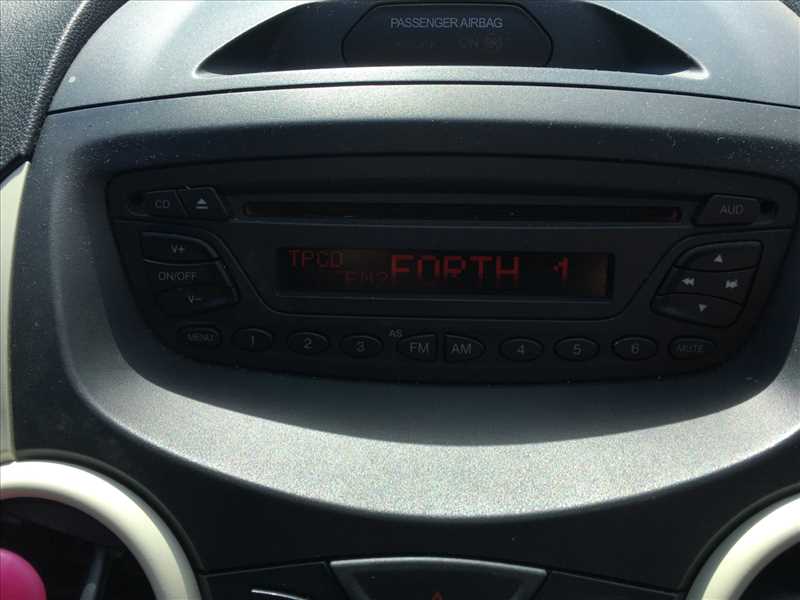 PASSENGER AIRBAG
ON
CD
AUD
V+
ON/OFF
V-
TPCD
FM2 FORTH 1
MENU
1
2
3
AS
FM
AM
4
5
6
MUTE